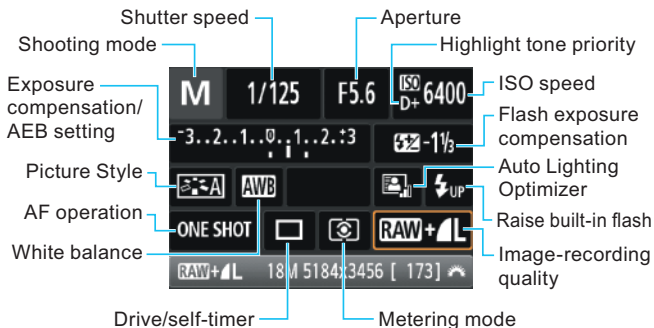 Shutter speed
Aperture
Shooting mode
Highlight tone priority
Exposure compensation/ AEB setting
ISO speed
Flash exposure compensation
Picture Style
Auto Lighting Optimizer
AF operation
Raise built-in flash
White balance
Image-recording quality
Drive/self-timer
Metering mode
M 1/125 F5.6 ISO D+ 6400
-3..2..1..0..1..2.:+3 -1⅓
A AWB UP
ONE SHOT RAW+L
RAW+L 18M 5184x3456 [ 173]